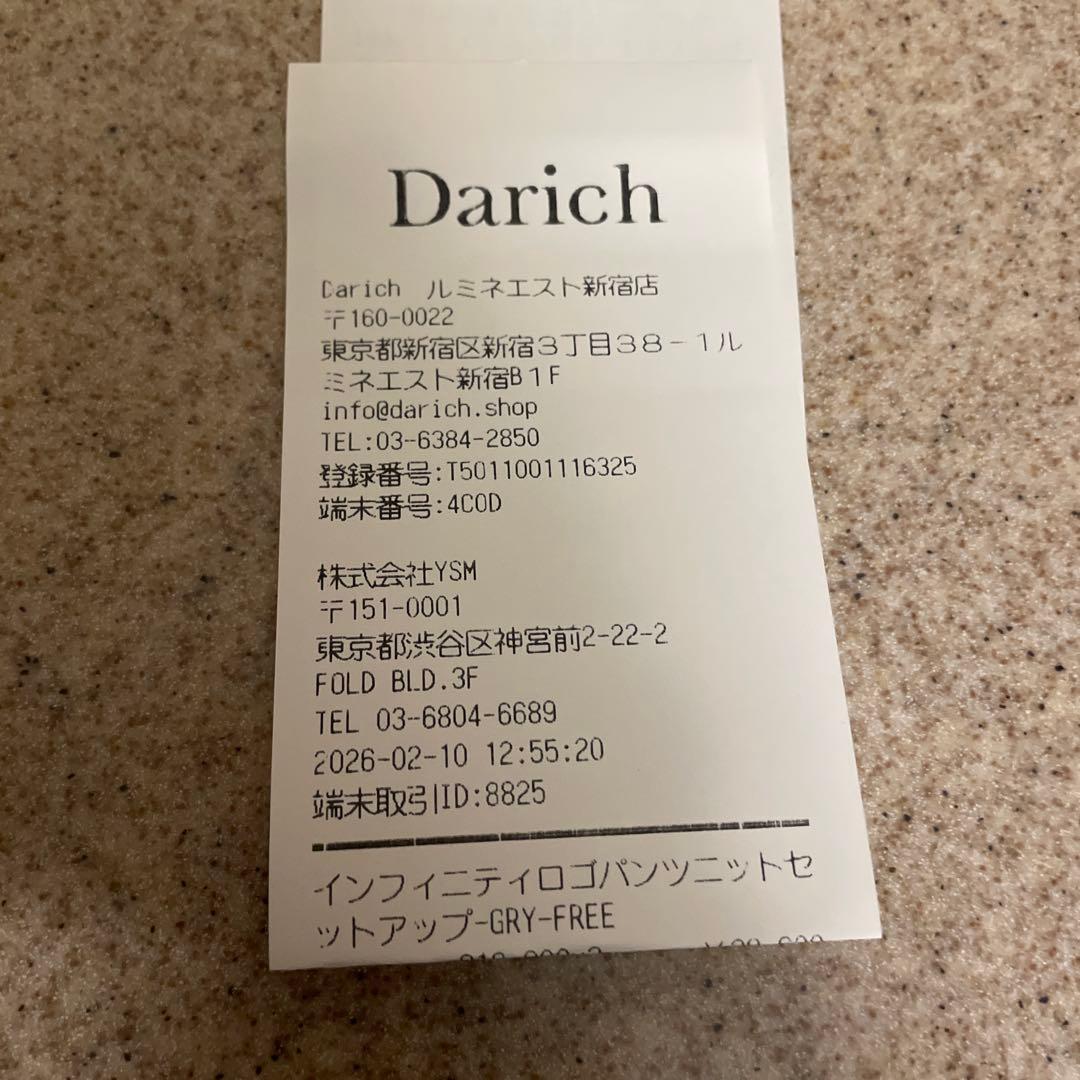 Darich
Darich ルミネエスト新宿店
〒160-0022
東京都新宿区新宿3丁目38-1ル
ミネエスト新宿B1F
info@darich.shop
TEL:03-6384-2850
登録番号:T5011001116325
端末番号:4C0D
株式会社YSM
〒151-0001
東京都渋谷区神宮前2-22-2
FOLD BLD.3F
TEL 03-6804-6689
2026-02-10 12:55:20
端末取引ID:8825
インフィニティロゴパンツニットセ
ットアップ-GRY-FREE